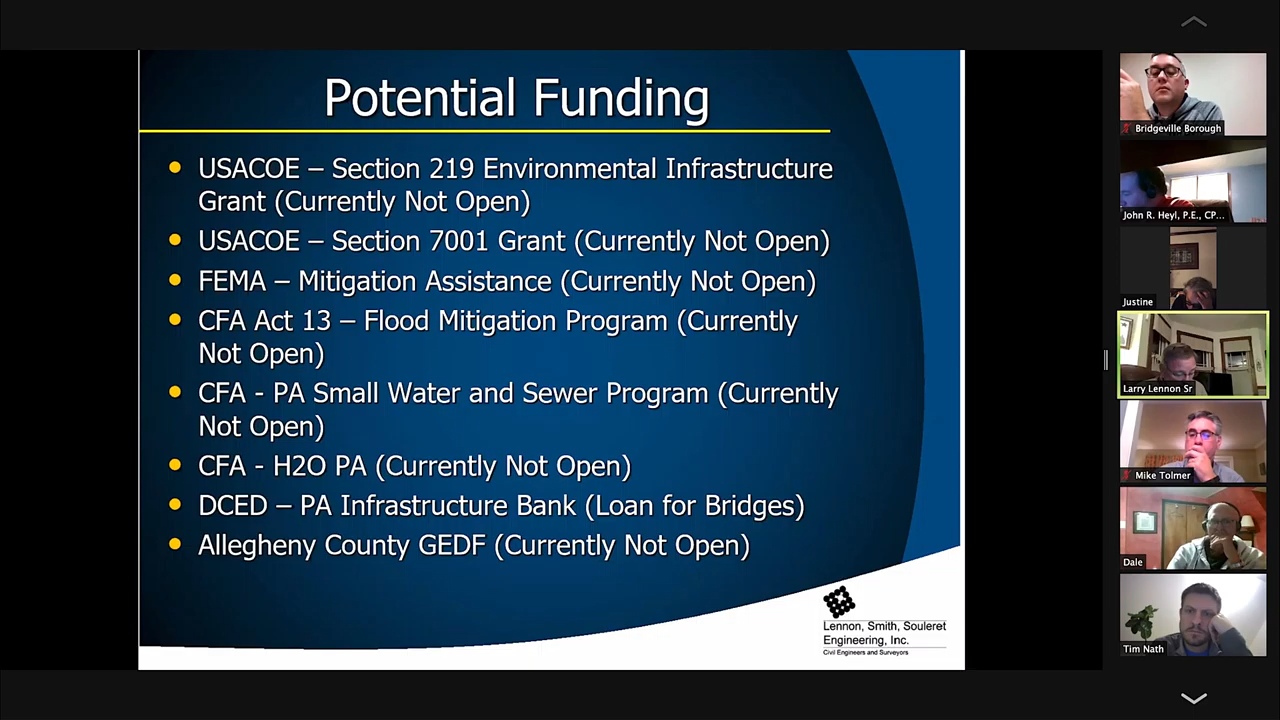 Potential Funding
• USACOE – Section 219 Environmental Infrastructure
Grant (Currently Not Open)
• USACOE – Section 7001 Grant (Currently Not Open)
• FEMA – Mitigation Assistance (Currently Not Open)
• CFA Act 13 – Flood Mitigation Program (Currently
Not Open)
• CFA - PA Small Water and Sewer Program (Currently
Not Open)
• CFA - H2O PA (Currently Not Open)
• DCED – PA Infrastructure Bank (Loan for Bridges)
• Allegheny County GEDF (Currently Not Open)
Lennon, Smith, Souleret
Engineering, Inc.
Civil Engineers and Surveyors
Bridgeville Borough
John R. Heyl, P.E., CP...
Justine
Larry Lennon Sr
Mike Tolmer
Dale
Tim Nath